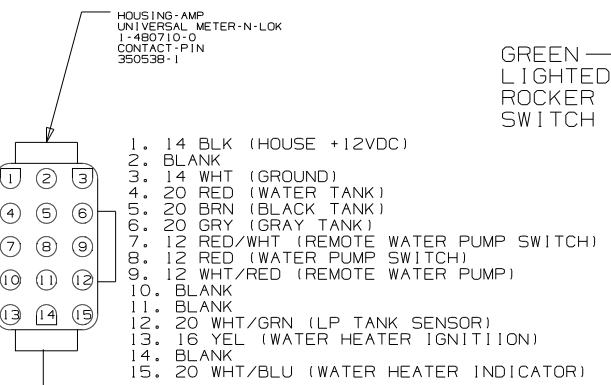 HOUSING-AMP
UNIVERSAL METER-N-LOK
1-480710-0
CONTACT-PIN
350538-1
GREEN
LIGHTED
ROCKER
SWITCH
1. 14 BLK (HOUSE +12VDC)
2. BLANK
3. 14 WHT (GROUND)
4. 20 RED (WATER TANK)
5. 20 BRN (BLACK TANK)
6. 20 GRY (GRAY TANK)
7. 12 RED/WHT (REMOTE WATER PUMP SWITCH)
8. 12 RED (WATER PUMP SWITCH)
9. 12 WHT/RED (REMOTE WATER PUMP)
10. BLANK
11. BLANK
12. 20 WHT/GRN (LP TANK SENSOR)
13. 16 YEL (WATER HEATER IGNITIION)
14. BLANK
15. 20 WHT/BLU (WATER HEATER INDICATOR)
1 2 3
4 5 6
7 8 9
10 11 12
13 14 15